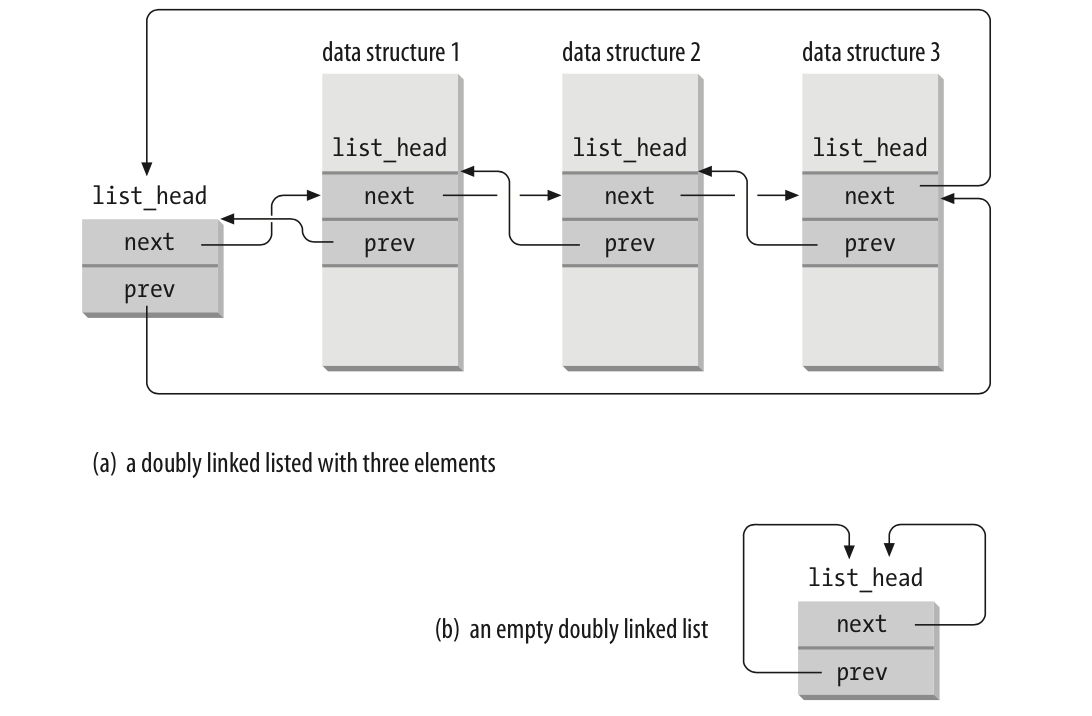 data structure 1
data structure 2
data structure 3
list_head
list_head
list_head
list_head
next
next
next
next
prev
prev
prev
prev
(a) a doubly linked listed with three elements
list_head
(b) an empty doubly linked list
next
prev